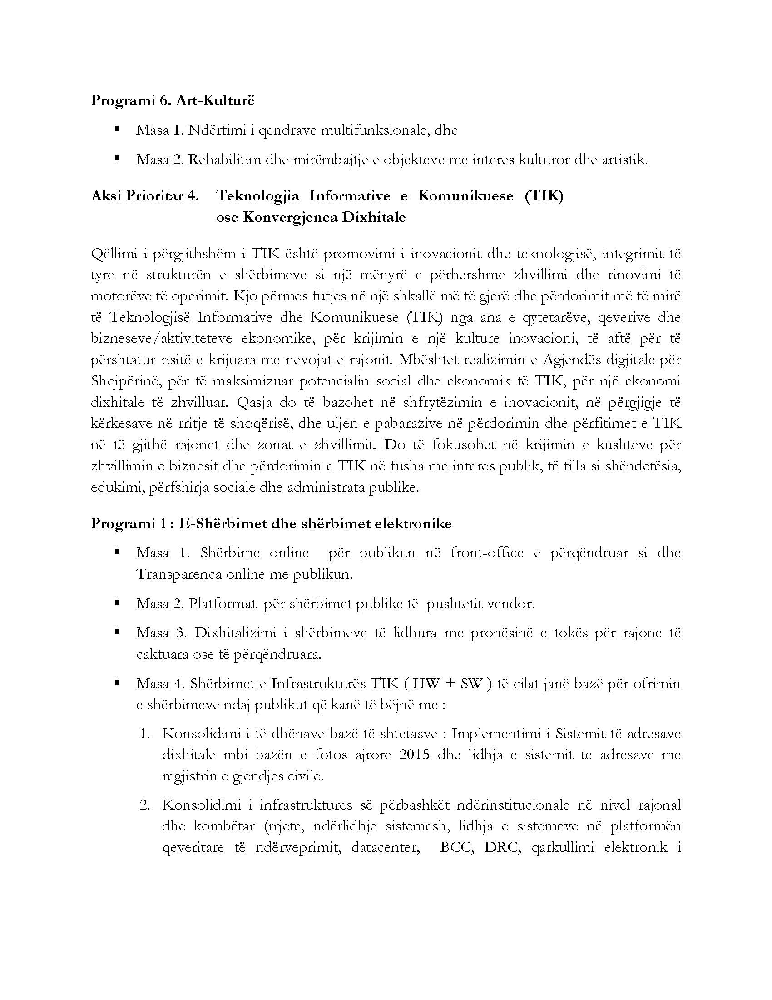 Programi 6. Art-Kulturë
▪ Masa 1. Ndërtimi i qendrave multifunksionale, dhe
▪ Masa 2. Rehabilitim dhe mirëmbajtje e objekteve me interes kulturor dhe artistik.
Aksi Prioritar 4. Teknologjia Informative e Komunikuese (TIK)
ose Konvergjenca Dixhitale
Qëllimi i përgjithshëm i TIK është promovimi i inovacionit dhe teknologjisë, integrimit të
tyre në strukturën e shërbimeve si një mënyrë e përhershme zhvillimi dhe rinovimi të
motorëve të operimit. Kjo përmes futjes në një shkallë më të gjerë dhe përdorimit më të mirë
të Teknologjisë Informative dhe Komunikuese (TIK) nga ana e qytetarëve, qeverive dhe
bizneseve/aktiviteteve ekonomike, për krijimin e një kulture inovacioni, të aftë për të
përshtatur risitë e krijuara me nevojat e rajonit. Mbështet realizimin e Agjendës digjitale për
Shqipërinë, për të maksimizuar potencialin social dhe ekonomik të TIK, për një ekonomi
dixhitale të zhvilluar. Qasja do të bazohet në shfrytëzimin e inovacionit, në përgjigje të
kërkesave në rritje të shoqërisë, dhe uljen e pabarazive në përdorimin dhe përfitimet e TIK
në të gjithë rajonet dhe zonat e zhvillimit. Do të fokusohet në krijimin e kushteve për
zhvillimin e biznesit dhe përdorimin e TIK në fusha me interes publik, të tilla si shëndetësia,
edukimi, përfshirja sociale dhe administrata publike.
Programi 1 : E-Shërbimet dhe shërbimet elektronike
▪ Masa 1. Shërbime online për publikun në front-office e përqëndruar si dhe
Transparenca online me publikun.
▪ Masa 2. Platformat për shërbimet publike të pushtetit vendor.
▪ Masa 3. Dixhitalizimi i shërbimeve të lidhura me pronësinë e tokës për rajone të
caktuara ose të përqëndruara.
▪ Masa 4. Shërbimet e Infrastrukturës TIK ( HW + SW ) të cilat janë bazë për ofrimin
e shërbimeve ndaj publikut që kanë të bëjnë me :
1. Konsolidimi i të dhënave bazë të shtetasve : Implementimi i Sistemit të adresave
dixhitale mbi bazën e fotos ajrore 2015 dhe lidhja e sistemit te adresave me
regjistrin e gjendjes civile.
2. Konsolidimi i infrastruktures së përbashkët ndërinstitucionale në nivel rajonal
dhe kombëtar (rrjete, ndërlidhje sistemesh, lidhja e sistemeve në platformën
qeveritare të ndërveprimit, datacenter, BCC, DRC, qarkullimi elektronik i